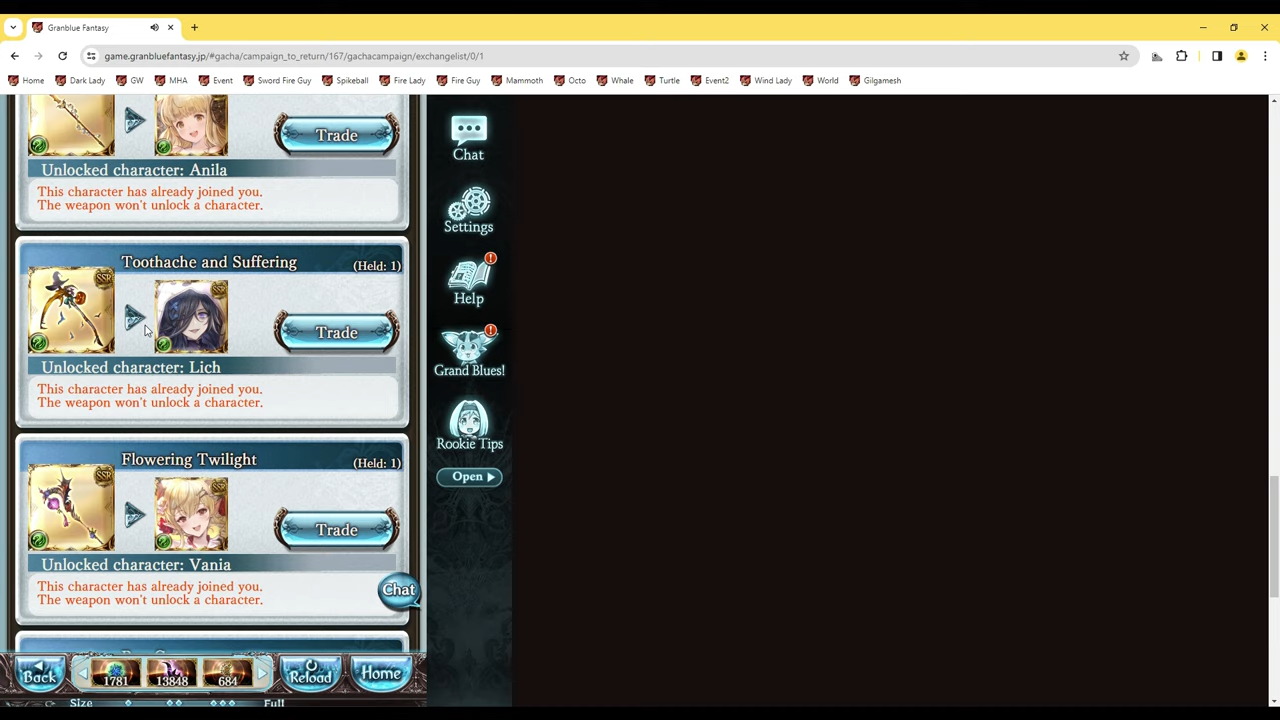 Granblue Fantasy
game.granbluefantasy.jp/#gacha/campaign_to_return/167/gachacampaign/exchangelist/0/1
Home Dark Lady GW MHA Event Sword Fire Guy Spikeball Fire Lady Fire Guy Mammoth Octo Whale Turtle Event2 Wind Lady World Gilgamesh
Trade
Unlocked character: Anila
This character has already joined you.
The weapon won't unlock a character.
Toothache and Suffering
(Held: 1)
SSR
Trade
Unlocked character: Lich
This character has already joined you.
The weapon won't unlock a character.
Flowering Twilight
(Held: 1)
SSR
Trade
Unlocked character: Vania
This character has already joined you.
The weapon won't unlock a character.
Chat
Back
1781
13848
684
Reload
Home
Size
Full
Chat
Settings
Help
Grand Blues!
Rookie Tips
Open